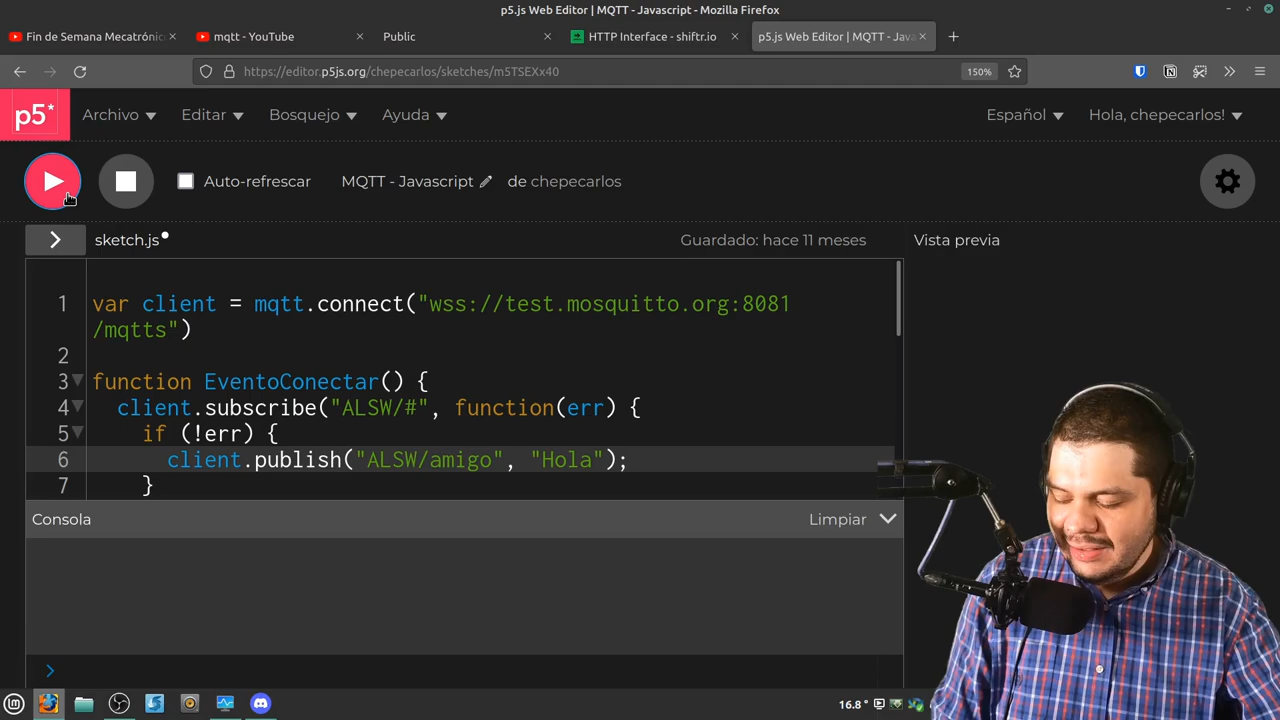 p5.js Web Editor | MQTT - Javascript - Mozilla Firefox
Fin de Semana Mecatrónic
mqtt - YouTube
Public
HTTP Interface - shiftr.io
p5.js Web Editor | MQTT - Java
https://editor.p5js.org/chepecarlos/sketches/m5TSEXx40
150%
p5*
Archivo
Editar
Bosquejo
Ayuda
Español
Hola, chepecarlos!
Auto-refrescar
MQTT - Javascript
de chepecarlos
sketch.js
Guardado: hace 11 meses
Vista previa
1 var client = mqtt.connect("wss://test.mosquitto.org:8081
/mqtts")
2
3 function EventoConectar() {
4 client.subscribe("ALSW/#", function(err) {
5 if (!err) {
6 client.publish("ALSW/amigo", "Hola");
7 }
Consola
Limpiar
16.8°